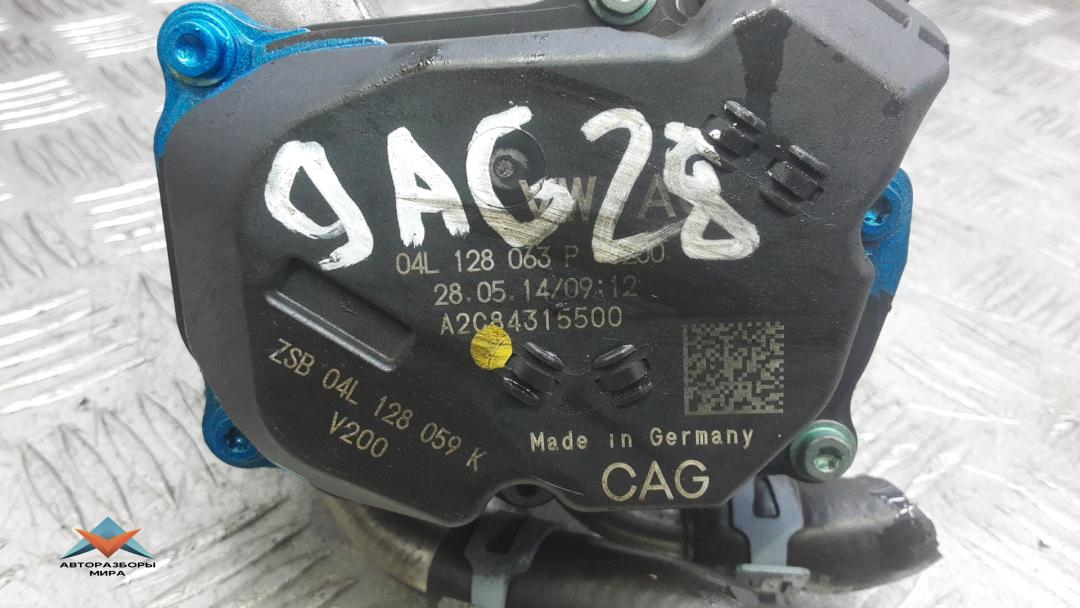 9AG28
VW A
04L 128 063 P
28.05.14/09:12
A2C84315500
ZSB 04L 128 059 K
V200
Made in Germany
CAG
АВТОРАЗБОРЫ
МИРА